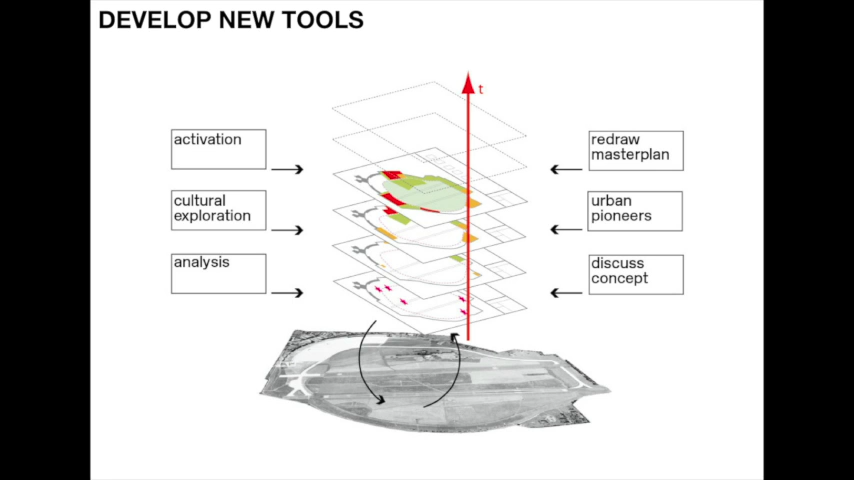 DEVELOP NEW TOOLS
t
activation
redraw
masterplan
cultural
exploration
urban
pioneers
analysis
discuss
concept